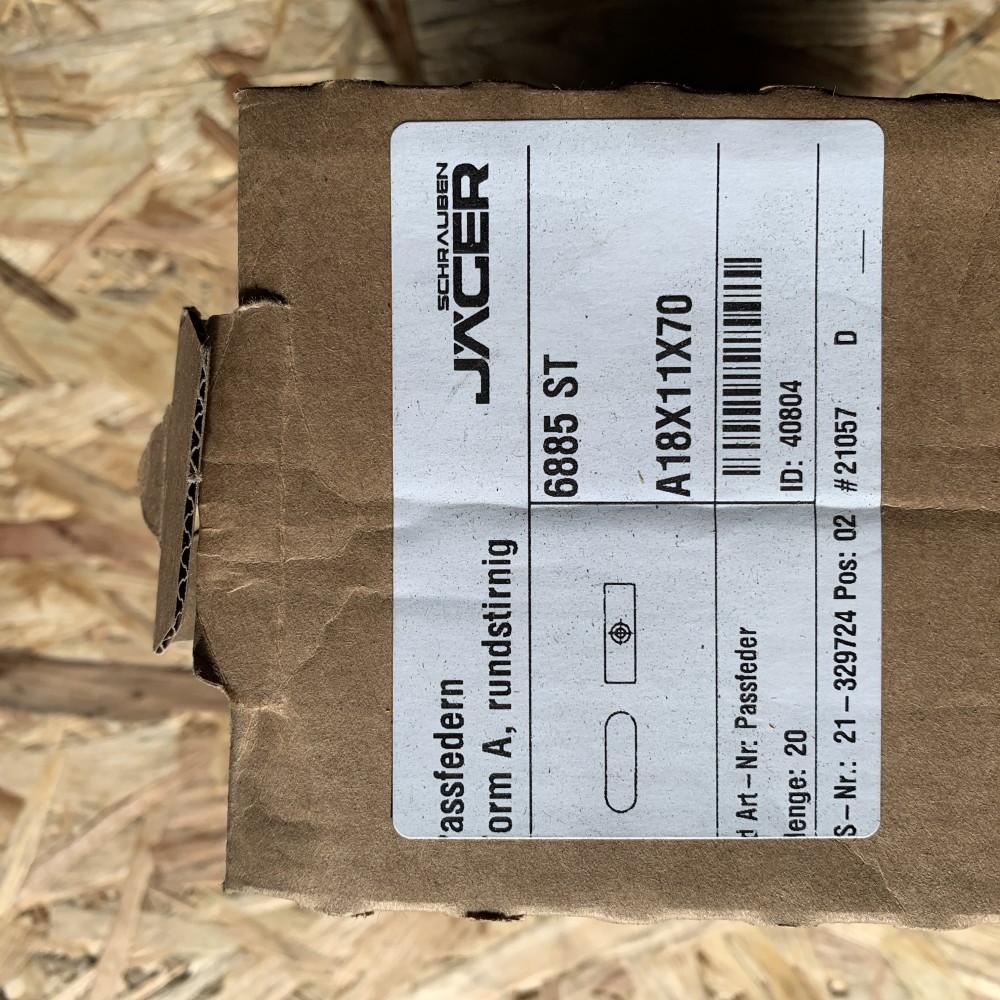 SCHRAUBEN
JÄGER
assfedern
orm A, rundstirnig
6885 ST
A18X11X70
d Art-Nr: Passfeder
lenge: 20
ID: 40804
S-Nr.: 21-329724 Pos: 02 #21057 D